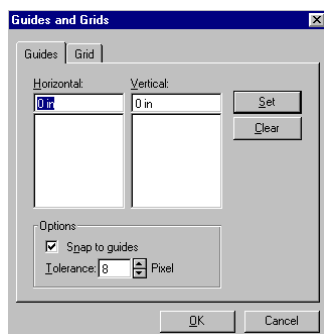 Guides and Grids
Guides Grid
Horizontal: Vertical:
0 in 0 in Set
Clear
Options
Snap to guides
Tolerance: 8 Pixel
OK Cancel